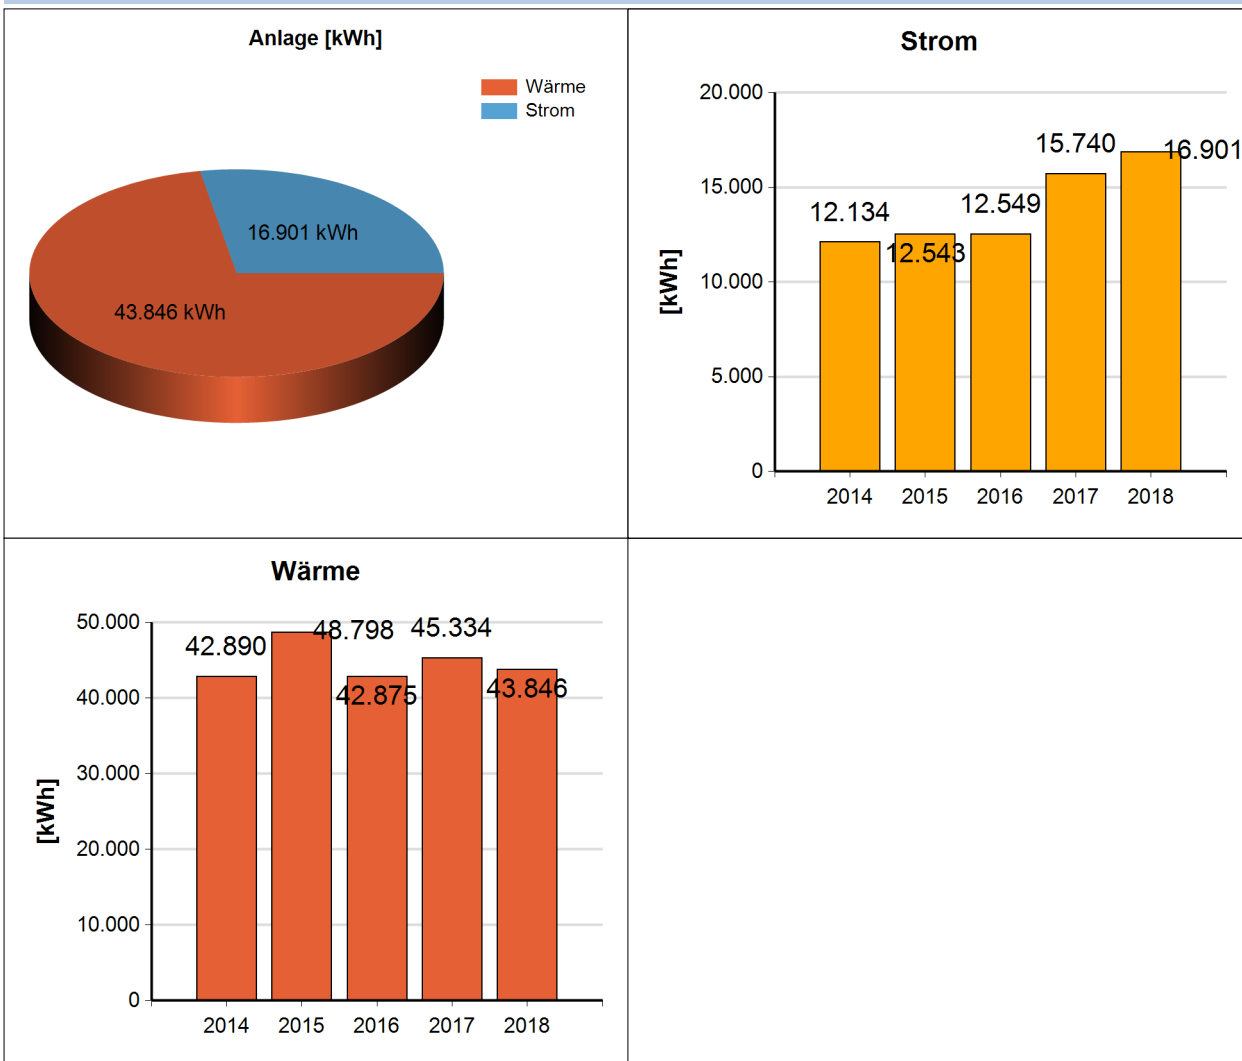 Anlage [kWh]
Wärme
Strom
16.901 kWh
43.846 kWh
Strom
[kWh]
20.000
15.000
10.000
5.000
0
12.134
12.543
12.549
15.740
16.901
2014 2015 2016 2017 2018
Wärme
[kWh]
50.000
40.000
30.000
20.000
10.000
0
42.890
48.798
42.875
45.334
43.846
2014 2015 2016 2017 2018